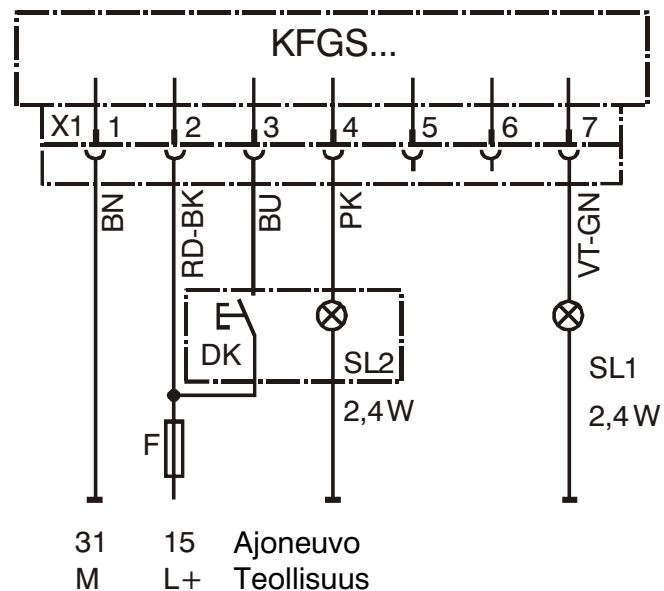 KFGS...
X1 1 2 3 4 5 6 7
BN
RD-BK
BU
PK
VT-GN
DK
SL2
SL1
2,4 W
2,4 W
F
31 15 Ajoneuvo
M L+ Teollisuus